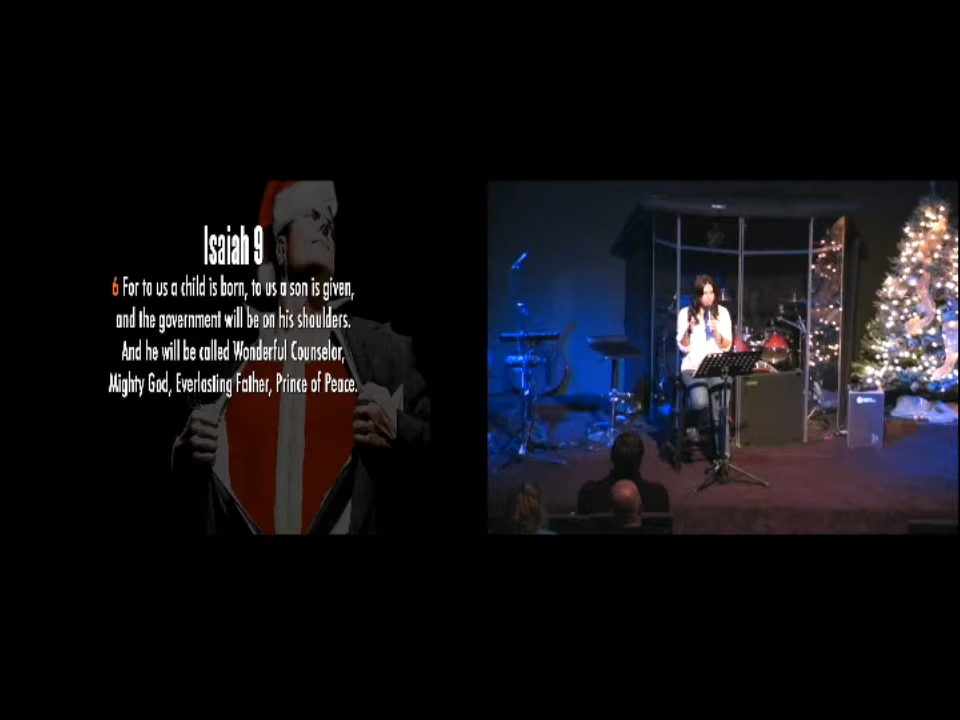 Isaiah 9
6 For to us a child is born, to us a son is given,
and the government will be on his shoulders.
And he will be called Wonderful Counselor,
Mighty God, Everlasting Father, Prince of Peace.